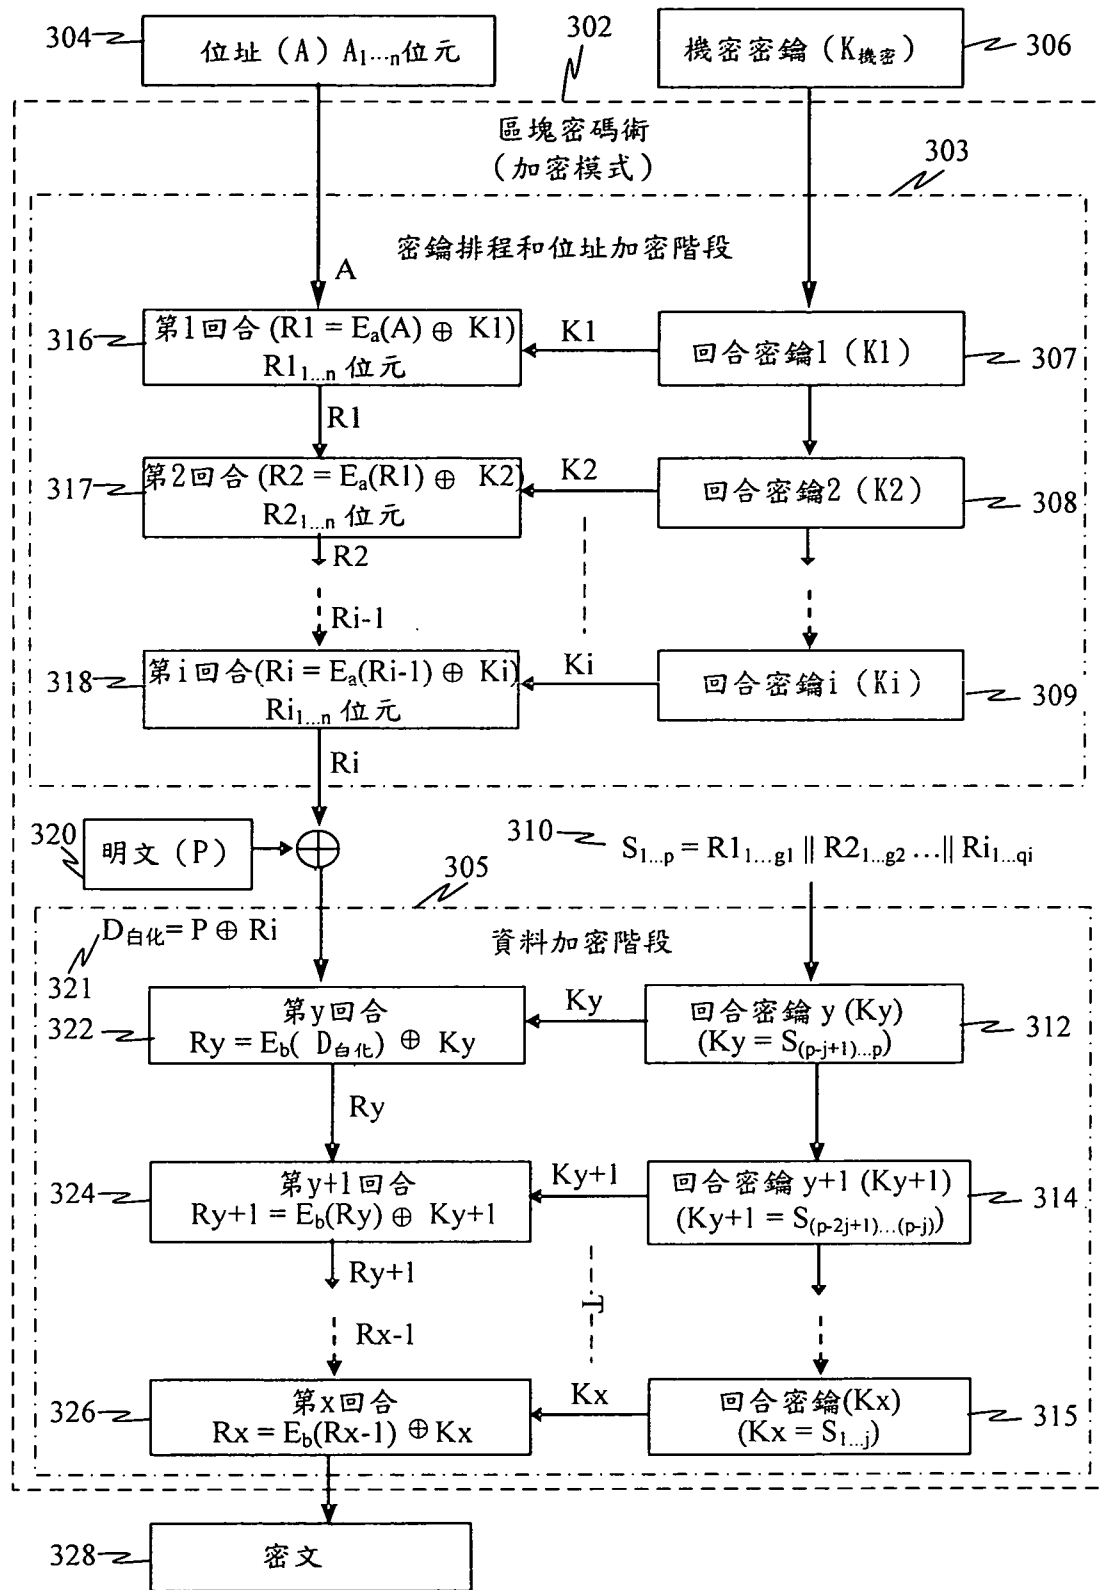 304
位址 (A) A1...n位元
302
機密密鑰 (K機密)
306
區塊密碼術
(加密模式)
303
密鑰排程和位址加密階段
A
316
第1回合 (R1 = Ea(A) ⊕ K1)
R11...n 位元
K1
回合密鑰1 (K1)
307
R1
317
第2回合 (R2 = Ea(R1) ⊕ K2)
R21...n 位元
K2
回合密鑰2 (K2)
308
R2
Ri-1
318
第i回合(Ri = Ea(Ri-1) ⊕ Ki)
Ri1...n 位元
Ki
回合密鑰i (Ki)
309
Ri
320
明文 (P)
310
S1...p = R11...g1 || R21...g2 ...|| Ri1...qi
305
D白化= P ⊕ Ri
資料加密階段
321
322
第y回合
Ry = Eb( D白化) ⊕ Ky
Ky
回合密鑰 y (Ky)
(Ky = S(p-j+1)...p)
312
Ry
324
第y+1回合
Ry+1 = Eb(Ry) ⊕ Ky+1
Ky+1
回合密鑰 y+1 (Ky+1)
(Ky+1 = S(p-2j+1)...(p-j))
314
Ry+1
T
Rx-1
326
第x回合
Rx = Eb(Rx-1) ⊕ Kx
Kx
回合密鑰(Kx)
(Kx = S1...j)
315
328
密文